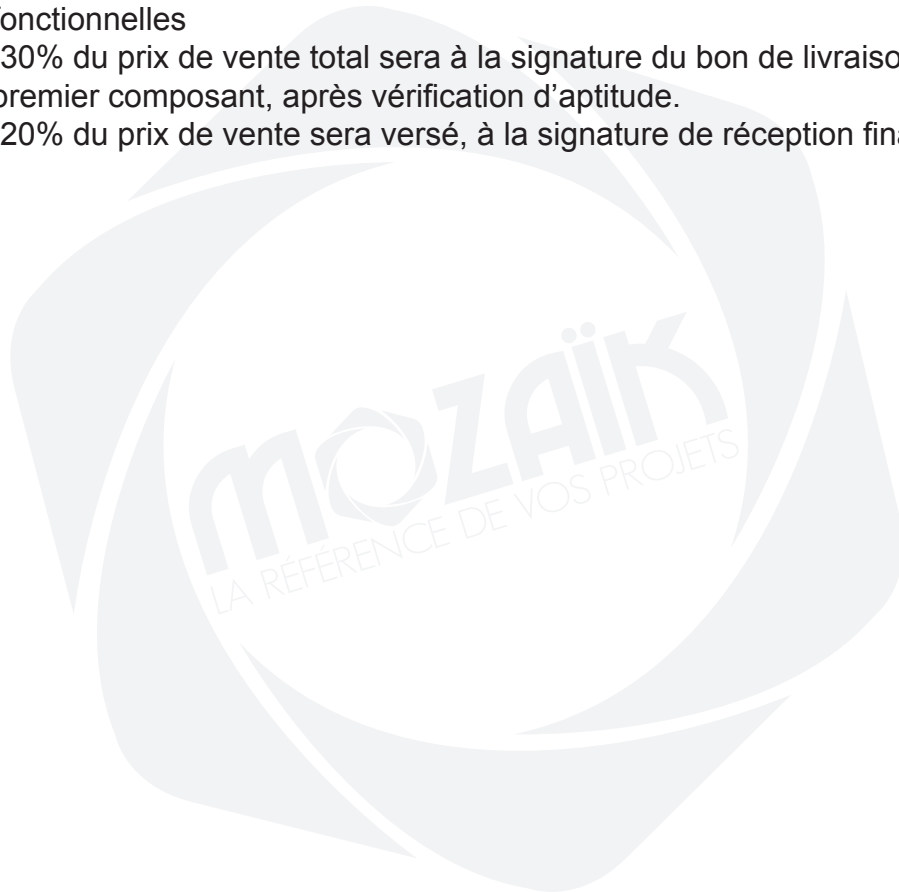 fonctionnelles
30% du prix de vente total sera à la signature du bon de livraiso
premier composant, après vérification d’aptitude.
20% du prix de vente sera versé, à la signature de réception fina
MOZAÏK
LA RÉFÉRENCE DE VOS PROJETS